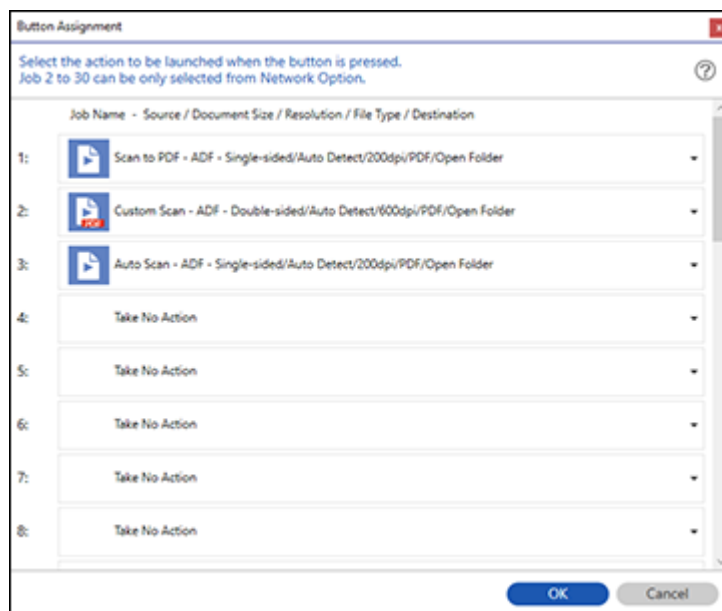 Button Assignment
Select the action to be launched when the button is pressed.
Job 2 to 30 can be only selected from Network Option.
Job Name - Source / Document Size / Resolution / File Type / Destination
1: Scan to PDF - ADF - Single-sided/Auto Detect/200dpi/PDF/Open Folder
2: PDF Custom Scan - ADF - Double-sided/Auto Detect/600dpi/PDF/Open Folder
3: Auto Scan - ADF - Single-sided/Auto Detect/200dpi/PDF/Open Folder
4: Take No Action
5: Take No Action
6: Take No Action
7: Take No Action
8: Take No Action
OK Cancel